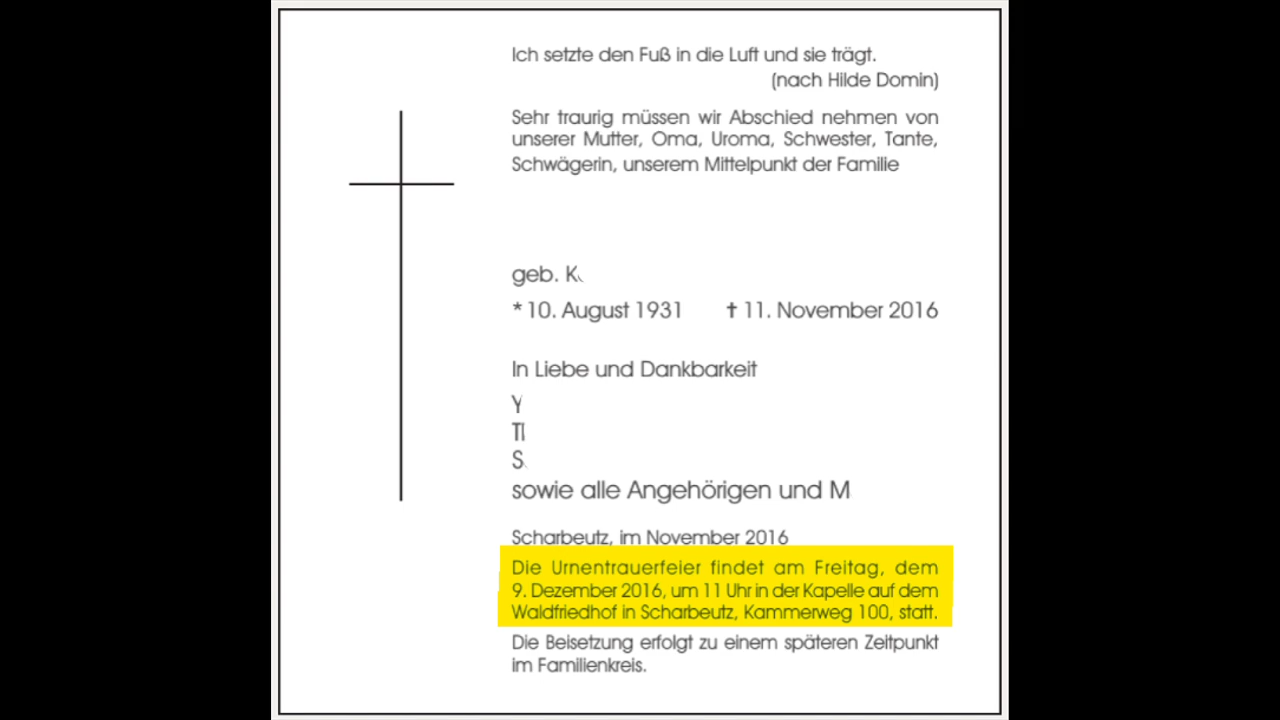 Ich setzte den Fuß in die Luft und sie trägt.
(nach Hilde Domin)
Sehr traurig müssen wir Abschied nehmen von
unserer Mutter, Oma, Uroma, Schwester, Tante,
Schwägerin, unserem Mittelpunkt der Familie
geb. K
* 10. August 1931 ✝ 11. November 2016
In Liebe und Dankbarkeit
Y
S
sowie alle Angehörigen und M
Scharbeutz, im November 2016
Die Urnentrauerfeier findet am Freitag, dem
9. Dezember 2016, um 11 Uhr in der Kapelle auf dem
Waldfriedhof in Scharbeutz, Kammerweg 100, statt.
Die Beisetzung erfolgt zu einem späteren Zeitpunkt
im Familienkreis.